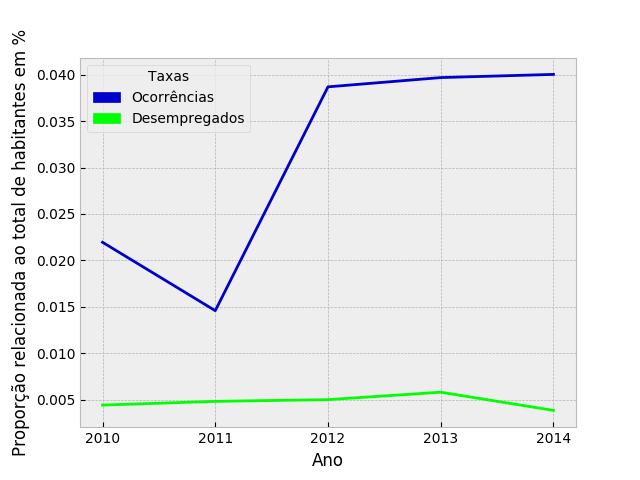 Proporção relacionada ao total de habitantes em %
0.040
0.035
0.030
0.025
0.020
0.015
0.010
0.005
Taxas
Ocorrências
Desempregados
2010 2011 2012 2013 2014
Ano